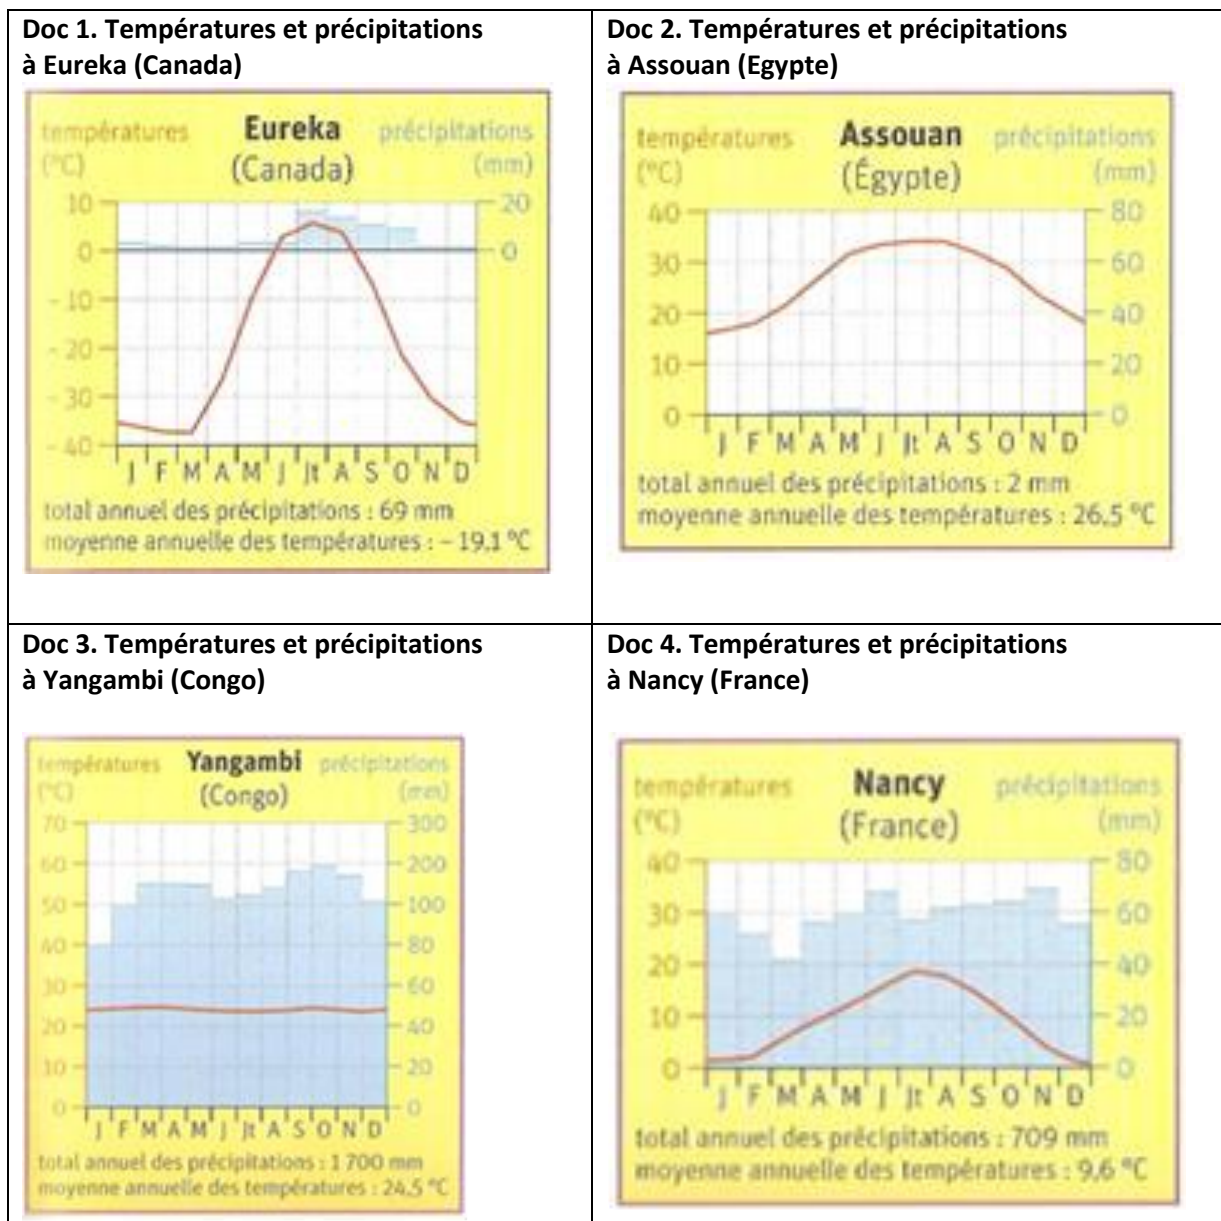 Doc 1. Températures et précipitations
à Eureka (Canada)
températures
(°C)
Eureka
(Canada)
précipitations
(mm)
10
0
- 10
- 20
- 30
- 40
20
0
J F M A M J Jt A S O N D
total annuel des précipitations : 69 mm
moyenne annuelle des températures : – 19,1 °C
Doc 2. Températures et précipitations
à Assouan (Egypte)
températures
(°C)
Assouan
(Égypte)
précipitations
(mm)
40
30
20
10
0
80
60
40
20
0
J F M A M J Jt A S O N D
total annuel des précipitations : 2 mm
moyenne annuelle des températures : 26,5 °C
Doc 3. Températures et précipitations
à Yangambi (Congo)
températures
(°C)
Yangambi
(Congo)
précipitations
(mm)
70
60
50
40
30
20
10
0
300
200
100
80
60
40
20
0
J F M A M J Jt A S O N D
total annuel des précipitations : 1 700 mm
moyenne annuelle des températures : 24,5 °C
Doc 4. Températures et précipitations
à Nancy (France)
températures
(°C)
Nancy
(France)
précipitations
(mm)
40
30
20
10
0
80
60
40
20
0
J F M A M J Jt A S O N D
total annuel des précipitations : 709 mm
moyenne annuelle des températures : 9,6 °C